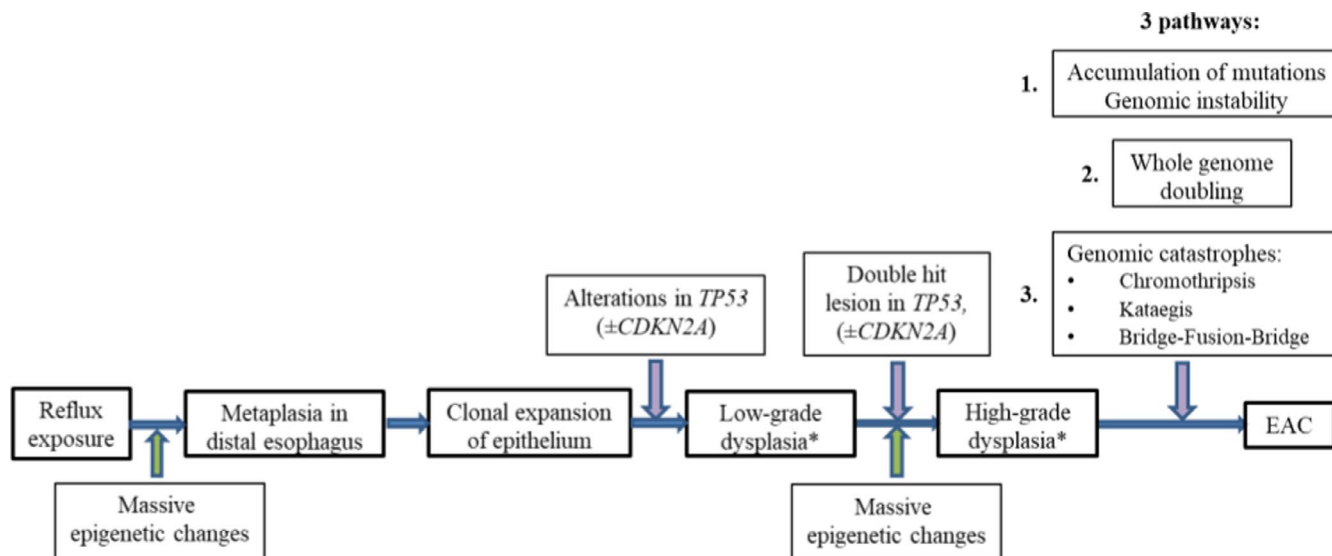 3 pathways:
1.
Accumulation of mutations
Genomic instability
2.
Whole genome
doubling
3.
Genomic catastrophes:
• Chromothripsis
• Kataegis
• Bridge-Fusion-Bridge
Alterations in TP53
(±CDKN2A)
Double hit
lesion in TP53,
(±CDKN2A)
Reflux
exposure
Metaplasia in
distal esophagus
Clonal expansion
of epithelium
Low-grade
dysplasia*
High-grade
dysplasia*
EAC
Massive
epigenetic changes
Massive
epigenetic changes